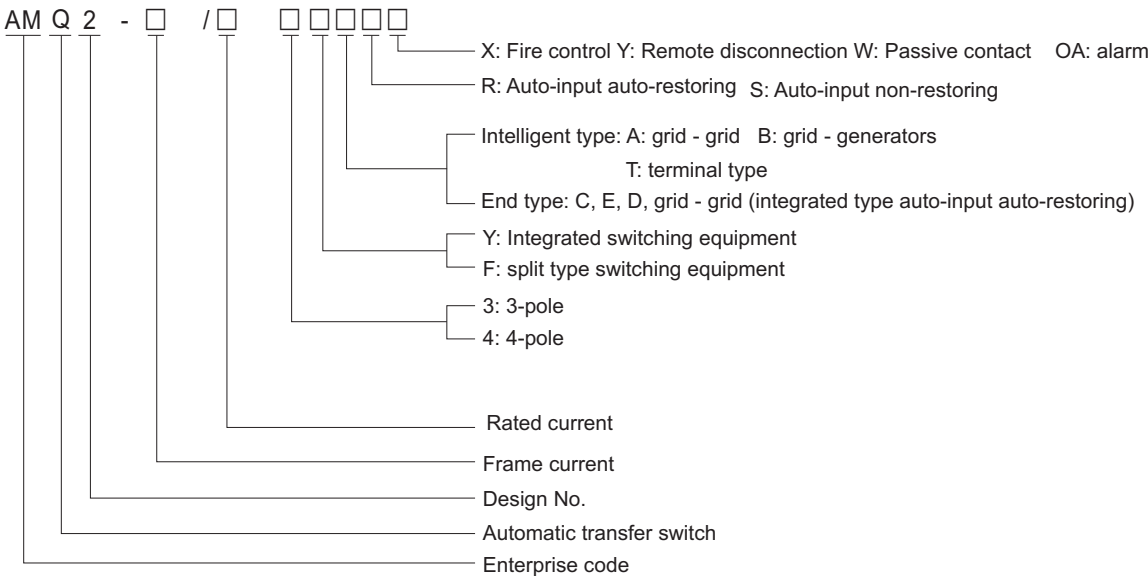 AM Q 2 - □ / □ □ □ □ □ □
X: Fire control Y: Remote disconnection W: Passive contact OA: alarm
R: Auto-input auto-restoring S: Auto-input non-restoring
Intelligent type: A: grid - grid B: grid - generators
T: terminal type
End type: C, E, D, grid - grid (integrated type auto-input auto-restoring)
Y: Integrated switching equipment
F: split type switching equipment
3: 3-pole
4: 4-pole
Rated current
Frame current
Design No.
Automatic transfer switch
Enterprise code